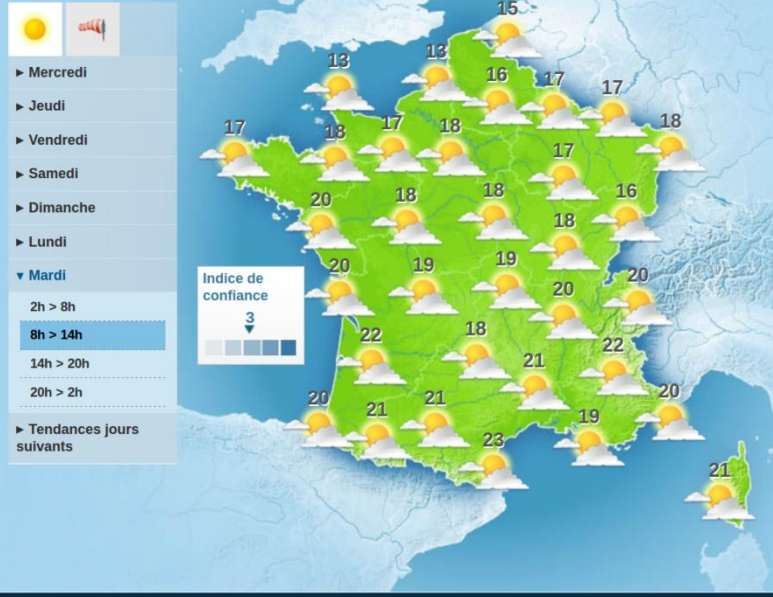 ► Mercredi
► Jeudi
► Vendredi
► Samedi
► Dimanche
► Lundi
▼ Mardi
2h > 8h
8h > 14h
14h > 20h
20h > 2h
► Tendances jours
suivants
Indice de
confiance
3
15
13
13
16
17
17
17
18
17
18
18
17
20
18
18
16
18
20
19
19
20
20
22
18
22
21
20
21
21
20
19
23
21